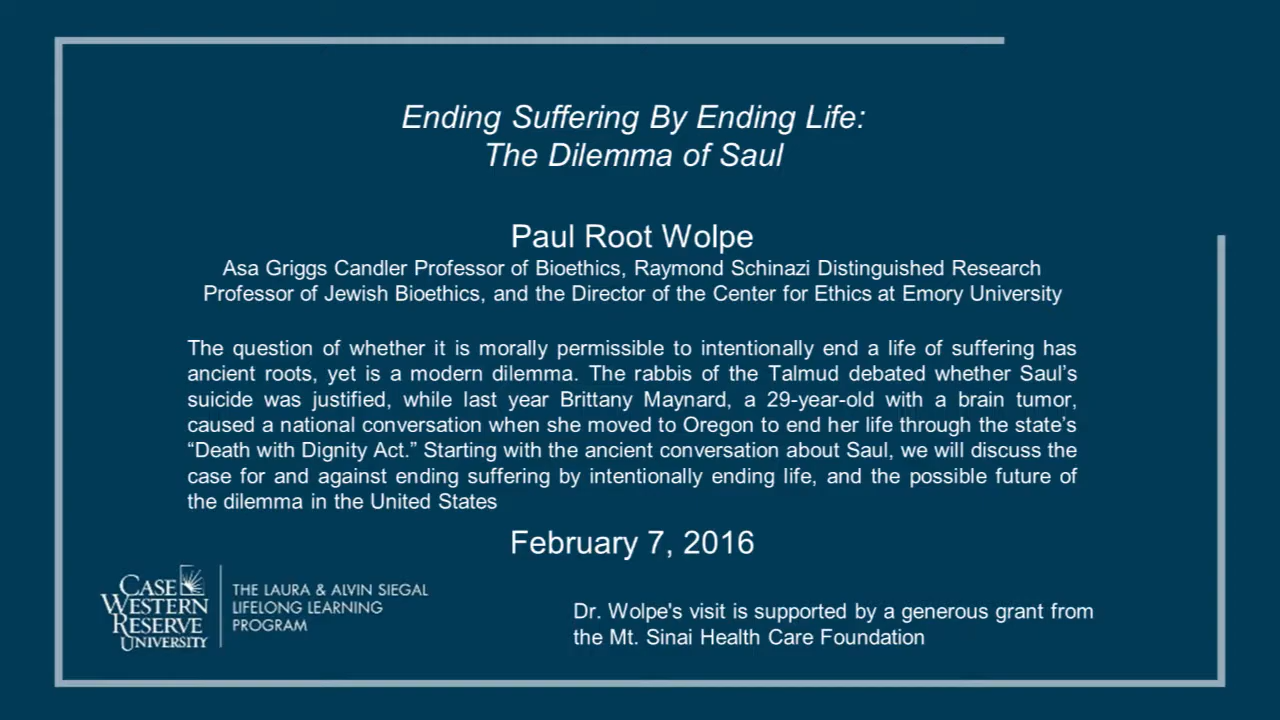 Ending Suffering By Ending Life:
The Dilemma of Saul
Paul Root Wolpe
Asa Griggs Candler Professor of Bioethics, Raymond Schinazi Distinguished Research
Professor of Jewish Bioethics, and the Director of the Center for Ethics at Emory University
The question of whether it is morally permissible to intentionally end a life of suffering has
ancient roots, yet is a modern dilemma. The rabbis of the Talmud debated whether Saul’s
suicide was justified, while last year Brittany Maynard, a 29-year-old with a brain tumor,
caused a national conversation when she moved to Oregon to end her life through the state’s
“Death with Dignity Act.” Starting with the ancient conversation about Saul, we will discuss the
case for and against ending suffering by intentionally ending life, and the possible future of
the dilemma in the United States
February 7, 2016
CASE
WESTERN
RESERVE
UNIVERSITY
THE LAURA & ALVIN SIEGAL
LIFELONG LEARNING
PROGRAM
Dr. Wolpe's visit is supported by a generous grant from
the Mt. Sinai Health Care Foundation